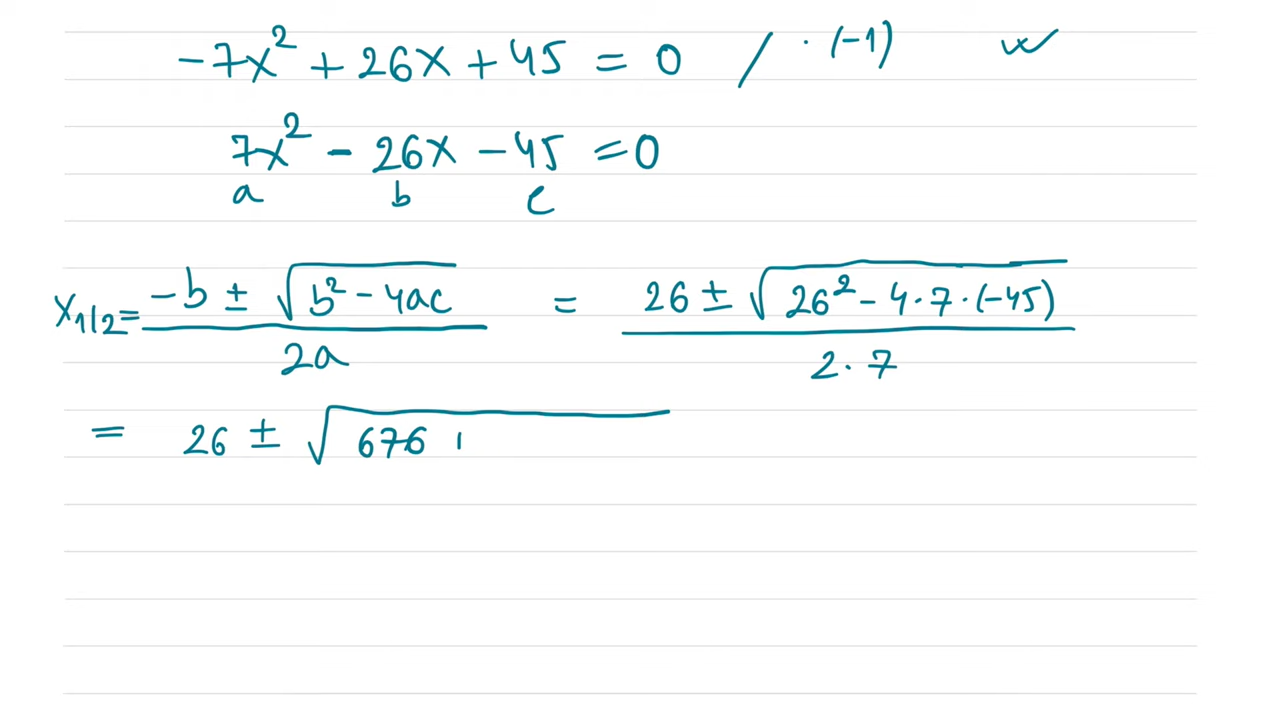 -7x² + 26x + 45 = 0 / · (-1)
7x² - 26x - 45 = 0
a b c
x₁/₂ = (-b ± √(b² - 4ac)) / 2a = (26 ± √(26² - 4·7·(-45))) / 2·7
= 26 ± √676